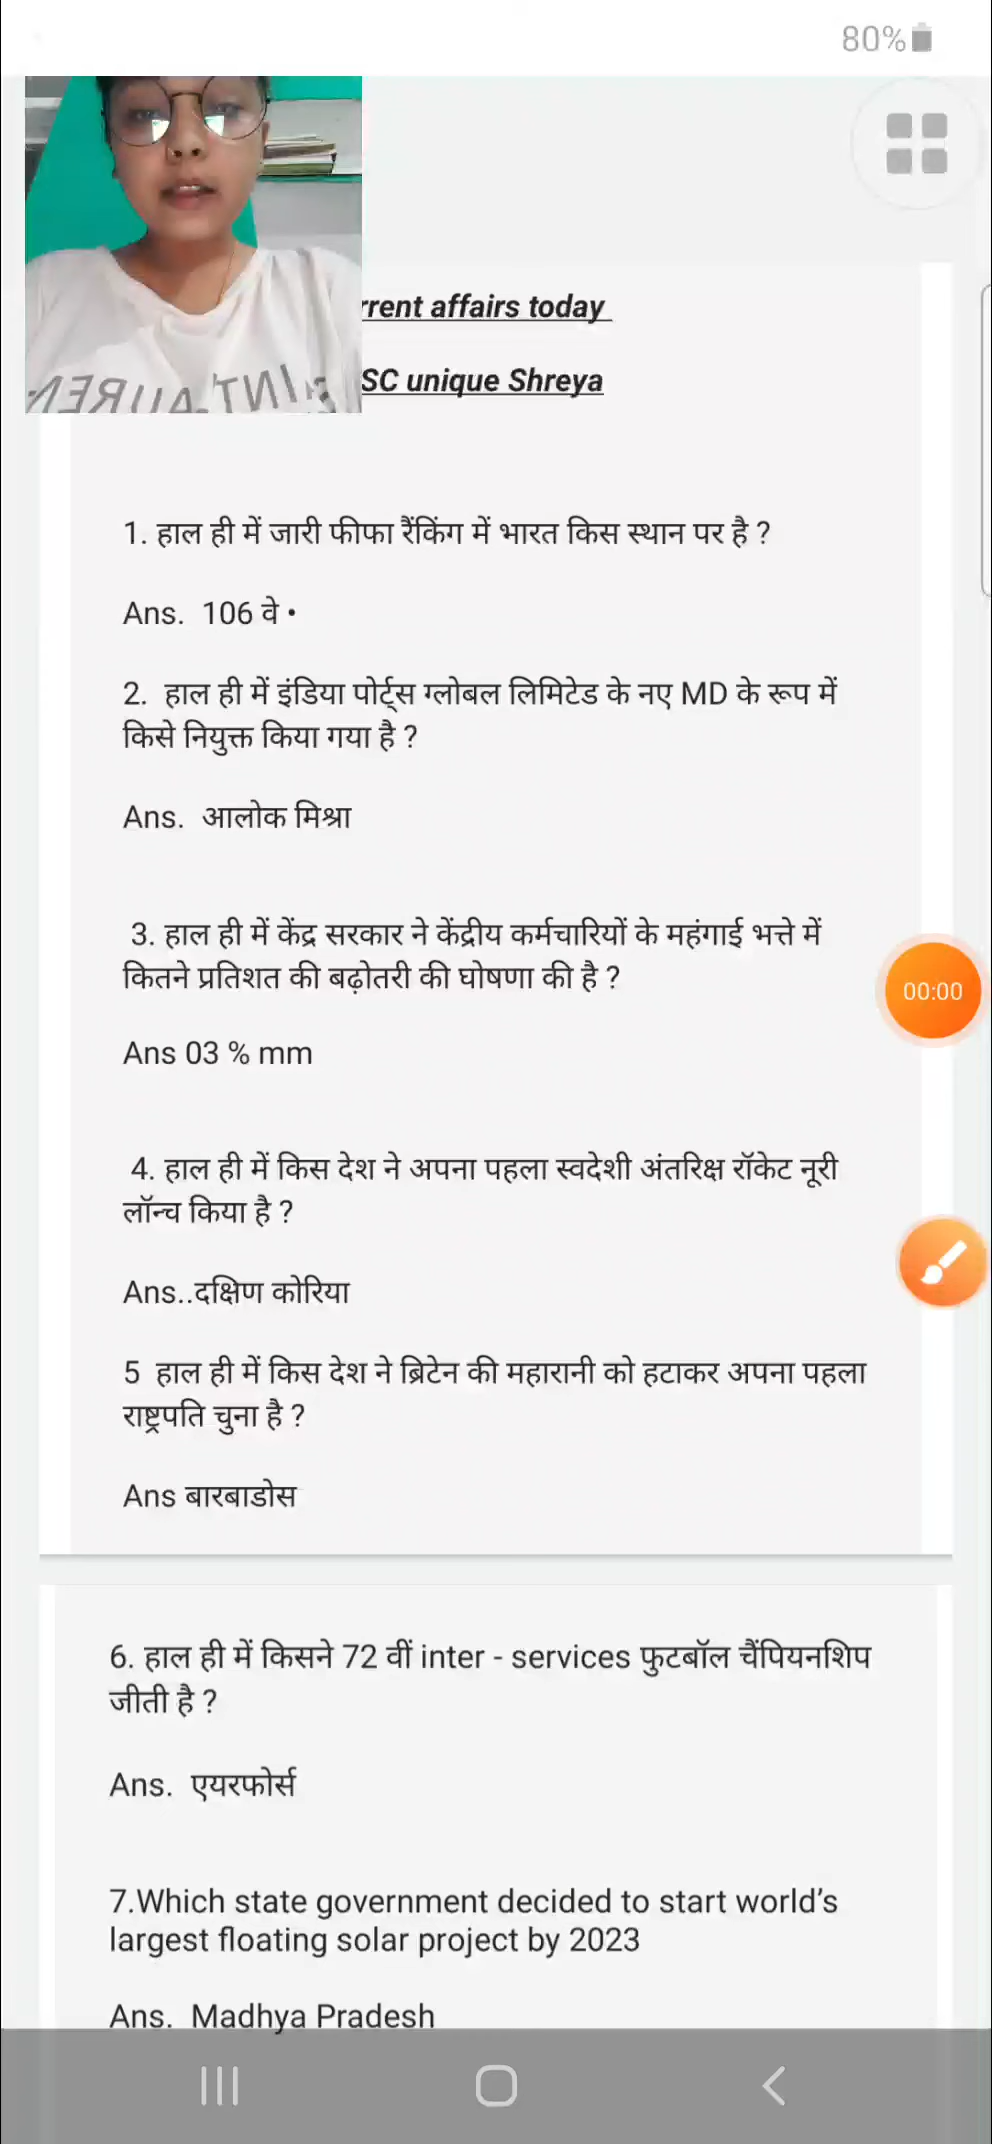 80%
rrent affairs today
SC unique Shreya
1. हाल ही में जारी फीफा रैंकिंग में भारत किस स्थान पर है ?
Ans. 106 वे •
2. हाल ही में इंडिया पोर्ट्स ग्लोबल लिमिटेड के नए MD के रूप में
किसे नियुक्त किया गया है ?
Ans. आलोक मिश्रा
3. हाल ही में केंद्र सरकार ने केंद्रीय कर्मचारियों के महंगाई भत्ते में
कितने प्रतिशत की बढ़ोतरी की घोषणा की है ?
00:00
Ans 03 % mm
4. हाल ही में किस देश ने अपना पहला स्वदेशी अंतरिक्ष रॉकेट नूरी
लॉन्च किया है ?
Ans..दक्षिण कोरिया
5 हाल ही में किस देश ने ब्रिटेन की महारानी को हटाकर अपना पहला
राष्ट्रपति चुना है ?
Ans बारबाडोस
6. हाल ही में किसने 72 वीं inter - services फुटबॉल चैंपियनशिप
जीती है ?
Ans. एयरफोर्स
7.Which state government decided to start world's
largest floating solar project by 2023
Ans. Madhya Pradesh